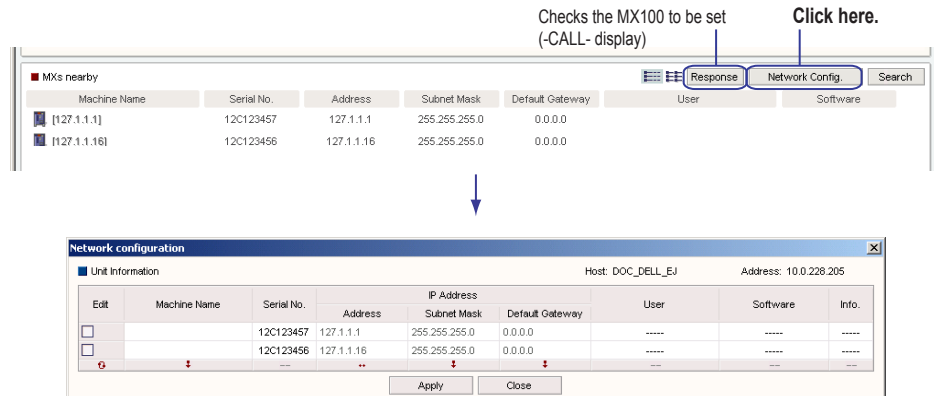 Checks the MX100 to be set Click here.
(-CALL- display)
MXs nearby Response Network Config. Search
Machine Name Serial No. Address Subnet Mask Default Gateway User Software
[127.1.1.1] 12C123457 127.1.1.1 255.255.255.0 0.0.0.0
[127.1.1.16] 12C123456 127.1.1.16 255.255.255.0 0.0.0.0
Network configuration
Unit Information Host: DOC_DELL_EJ Address: 10.0.228.205
Edit Machine Name Serial No. IP Address User Software Info.
Address Subnet Mask Default Gateway
12C123457 127.1.1.1 255.255.255.0 0.0.0.0 ----- ----- -----
12C123456 127.1.1.16 255.255.255.0 0.0.0.0 ----- ----- -----
Apply Close